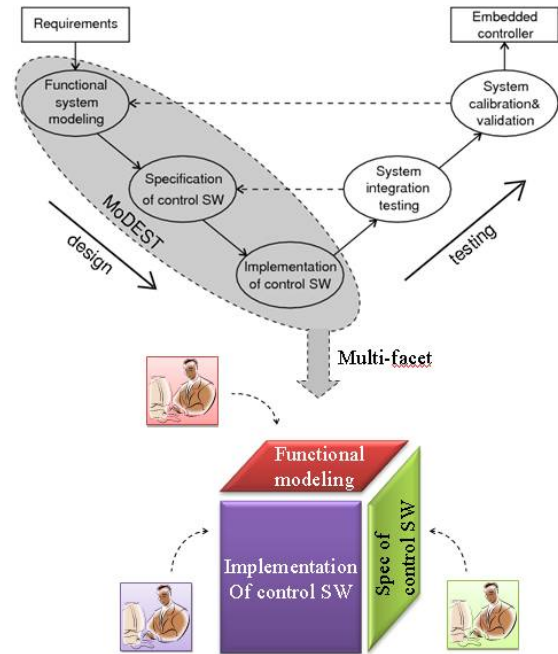 Requirements
Embedded
controller
Functional
system
modeling
System
calibration&
validation
Specification
of control SW
System
integration
testing
MoDEST
design
Implementation
of control SW
testing
Multi-facet
Functional
modeling
Implementation
Of control SW
Spec of
control SW